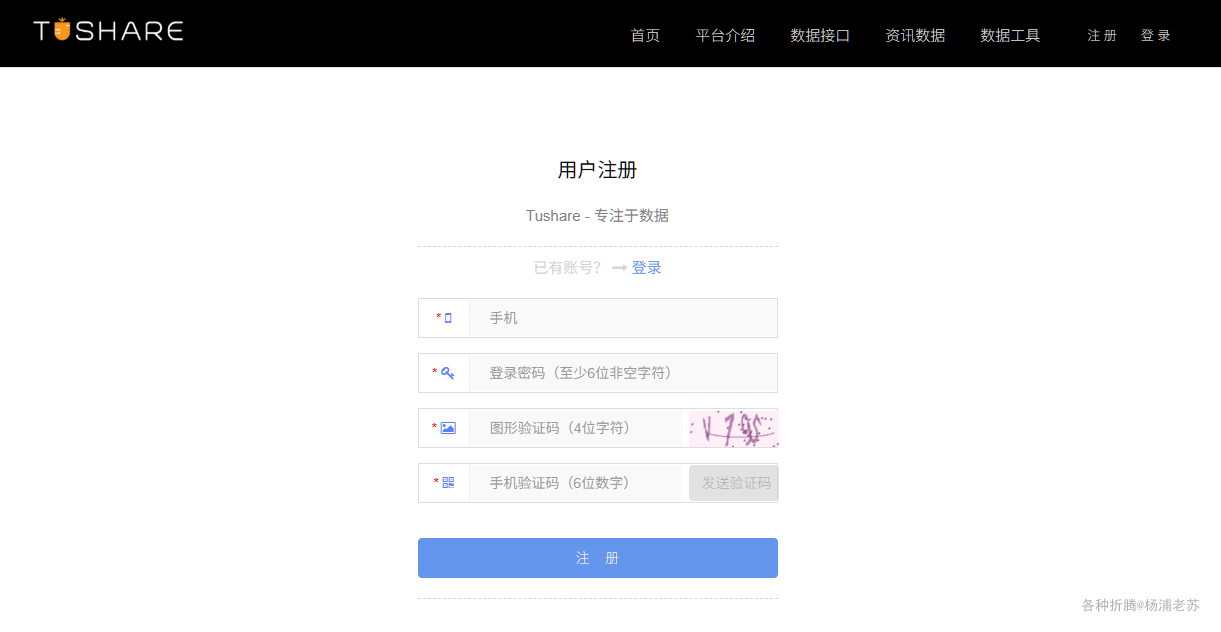 TUSHARE
首页 平台介绍 数据接口 资讯数据 数据工具 注 册 登 录
用户注册
Tushare - 专注于数据
已有账号？ 登录
* 手机
* 登录密码（至少6位非空字符）
* 图形验证码（4位字符）
* 手机验证码（6位数字） 发送验证码
注 册
各种折腾@杨浦老苏